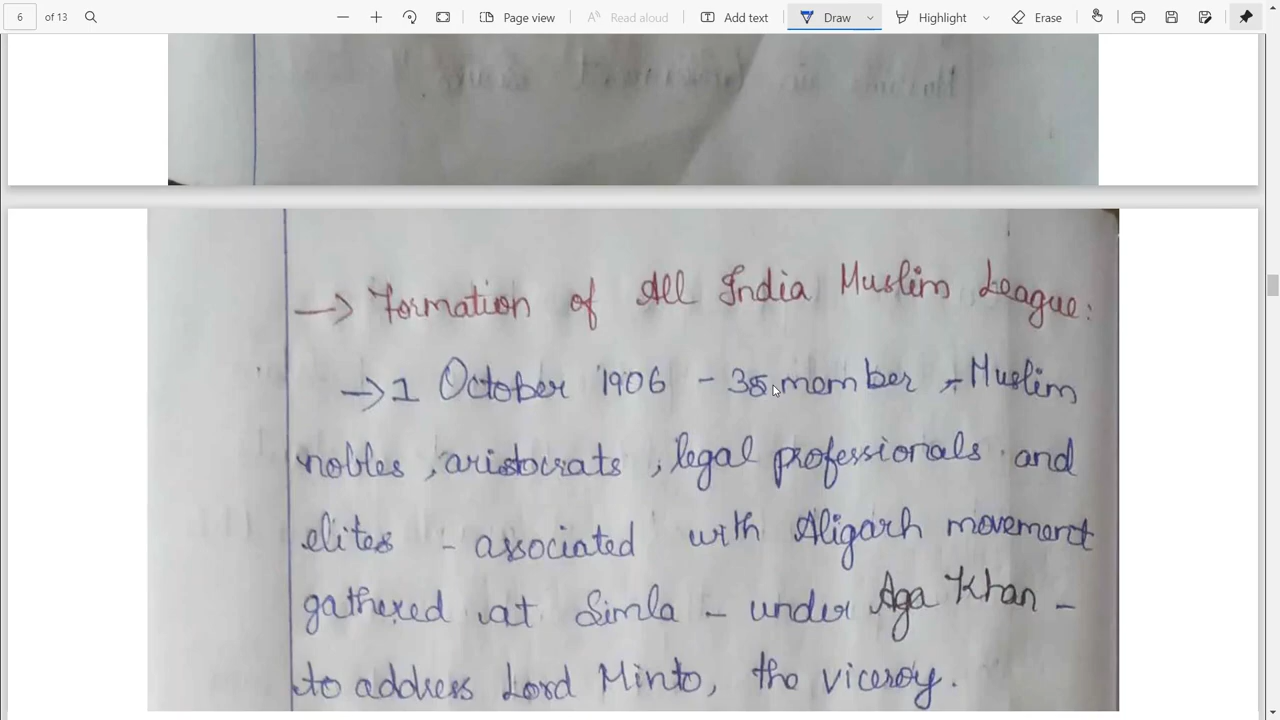 6 of 13 Page view Read aloud Add text Draw Highlight Erase
→ Formation of All India Muslim League:
→ 1 October 1906 - 35 member - Muslim
nobles, aristocrats, legal professionals and
elites - associated with Aligarh movement
gathered at Simla - under Aga Khan -
to address Lord Minto, the viceroy.